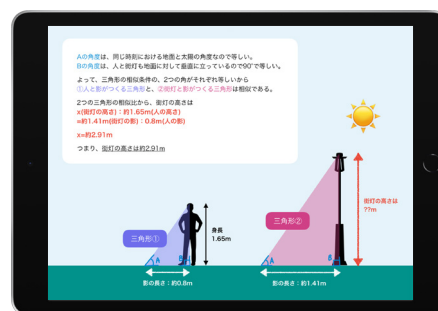 Aの角度は、同じ時刻における地面と太陽の角度なので等しい。
Bの角度は、人と街灯も地面に対して垂直に立っているので90°で等しい。
よって、三角形の相似条件の、2つの角がそれぞれ等しいから
①人と影がつくる三角形と、②街灯と影がつくる三角形は相似である。
2つの三角形の相似比から、街灯の高さは
x(街灯の高さ)：約1.65m(人の高さ)
=約1.41m(街灯の影)：0.8m(人の影)
x=約2.91m
つまり、街灯の高さは約2.91m
街灯の高さは
??m
三角形①
身長
1.65m
三角形②
A
B
A
B
影の長さ：約0.8m
影の長さ：約1.41m